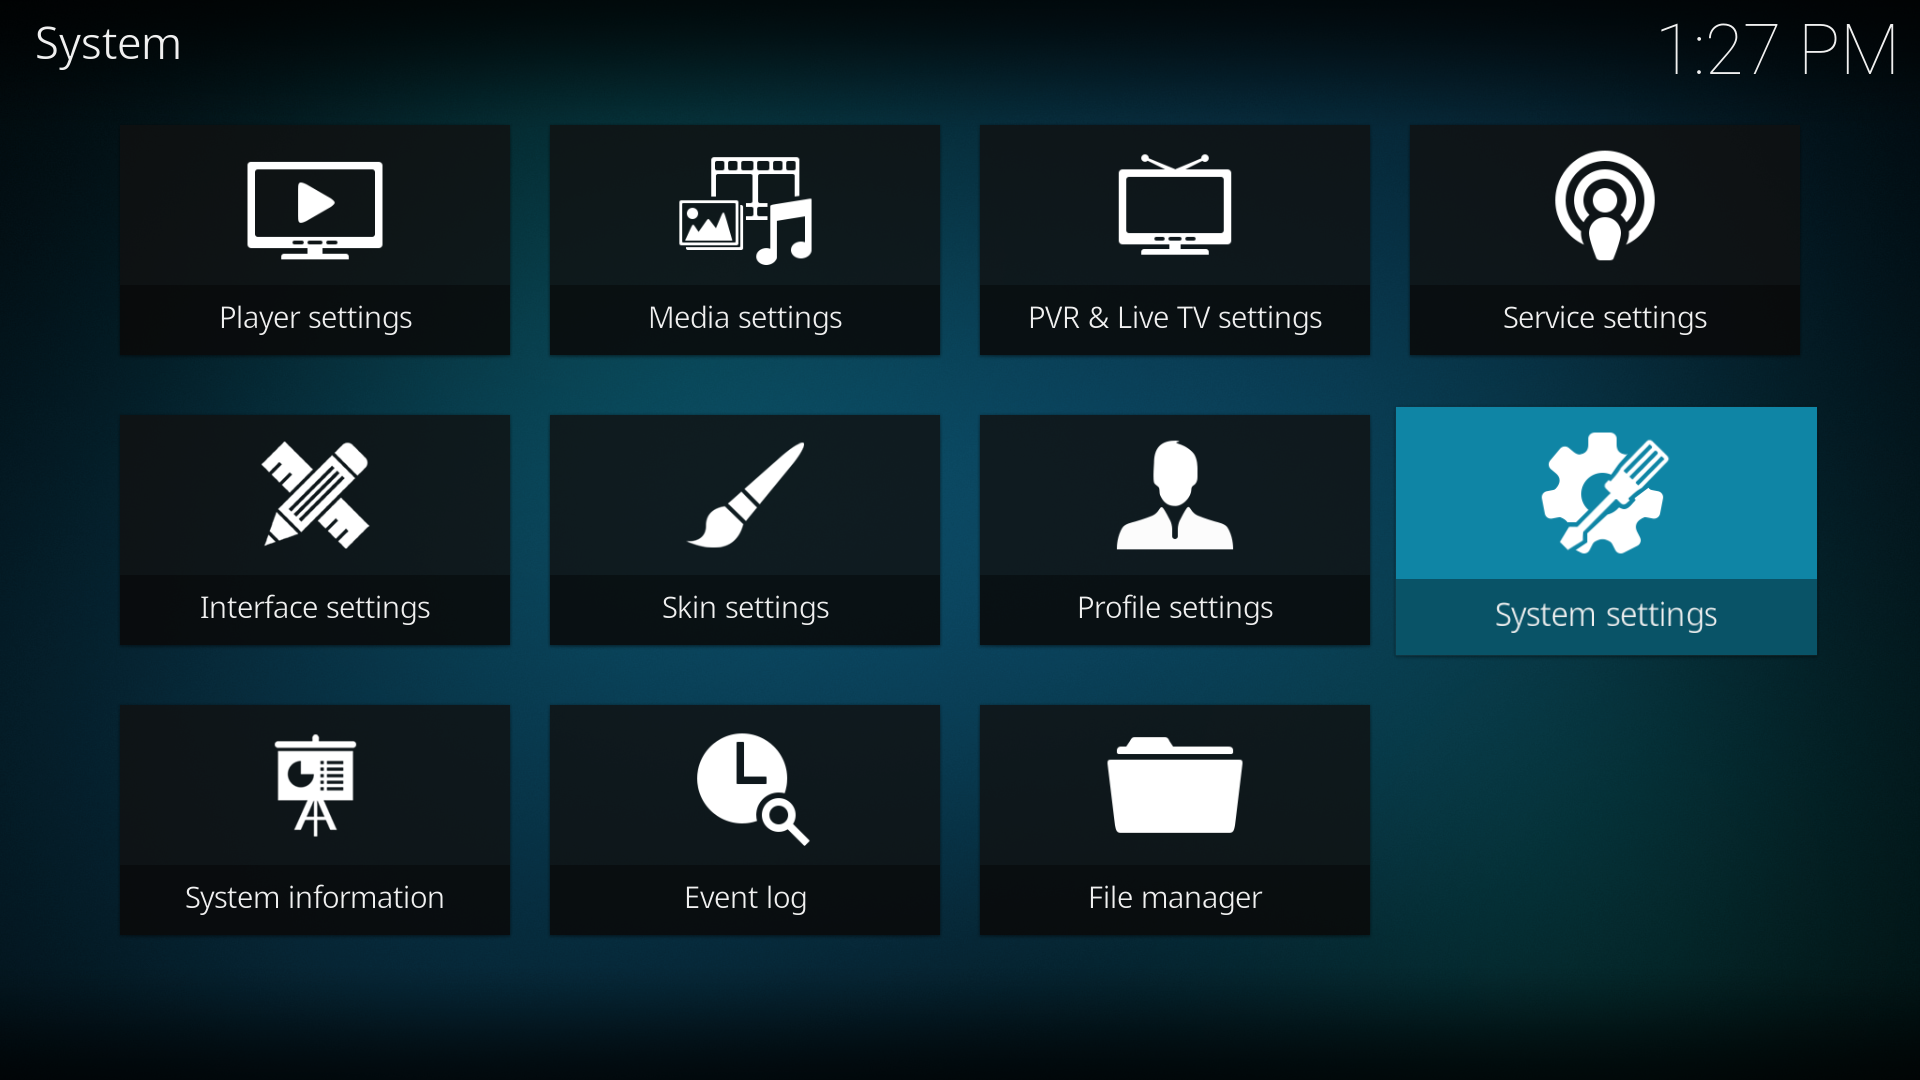 System
1:27 PM
Player settings
Media settings
PVR & Live TV settings
Service settings
Interface settings
Skin settings
Profile settings
System settings
System information
Event log
File manager